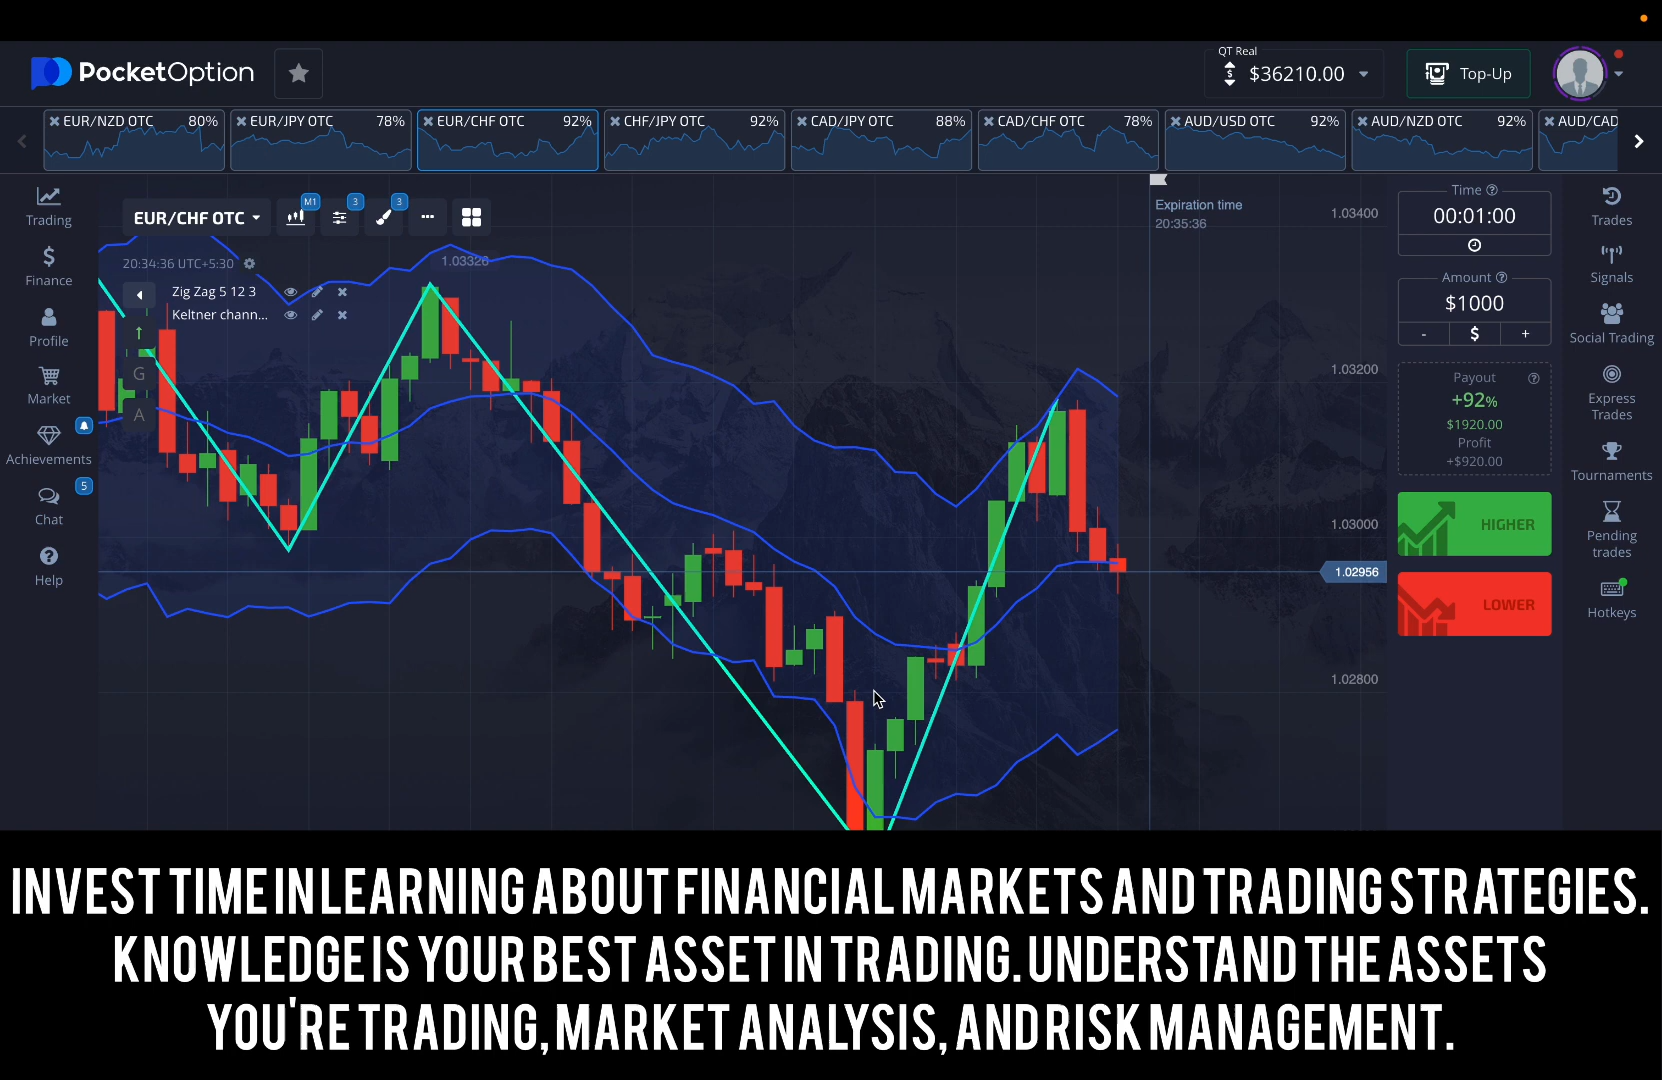 PocketOption
QT Real
$36210.00
Top-Up
EUR/NZD OTC 80%
EUR/JPY OTC 78%
EUR/CHF OTC 92%
CHF/JPY OTC 92%
CAD/JPY OTC 88%
CAD/CHF OTC 78%
AUD/USD OTC 92%
AUD/NZD OTC 92%
AUD/CAD
Trading
Finance
Profile
Market
Achievements
5
Chat
Help
EUR/CHF OTC
M1
3
3
20:34:36 UTC+5:30
Zig Zag 5 12 3
Keltner chann...
G
A
1.03326
Expiration time
20:35:36
1.03400
1.03200
1.03000
1.02956
1.02800
Time
00:01:00
Amount
$1000
- $ +
Payout
+92%
$1920.00
Profit
+$920.00
HIGHER
LOWER
Trades
Signals
Social Trading
Express
Trades
Tournaments
Pending
trades
Hotkeys
INVEST TIME IN LEARNING ABOUT FINANCIAL MARKETS AND TRADING STRATEGIES.
KNOWLEDGE IS YOUR BEST ASSET IN TRADING. UNDERSTAND THE ASSETS
YOU'RE TRADING, MARKET ANALYSIS, AND RISK MANAGEMENT.